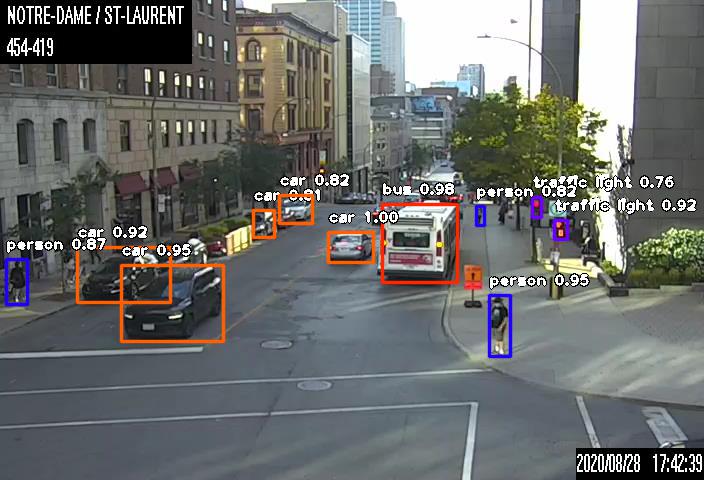 NOTRE-DAME / ST-LAURENT
454-419
car 0.82
car 0.81
bus 0.98
person 0.82
traffic light 0.76
traffic light 0.92
car 1.00
car 0.92
car 0.95
person 0.87
person 0.95
2020/08/28 17:42:39